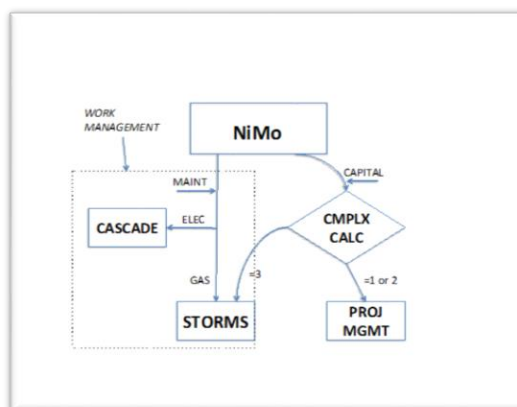 WORK
MANAGEMENT
NiMo
MAINT
CAPITAL
CASCADE
ELEC
CMPLX
CALC
GAS
=3
=1 or 2
STORMS
PROJ
MGMT